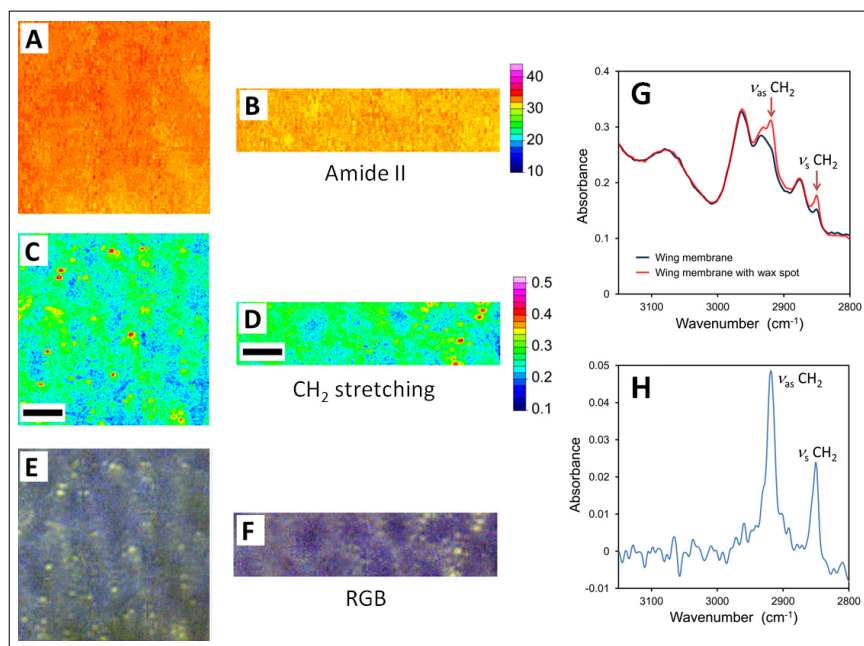 A
B
40
30
20
10
Amide II
C
D
0.5
0.4
0.3
0.2
0.1
CH₂ stretching
E
F
RGB
G
νas CH₂
νs CH₂
0.4
0.3
0.2
0.1
Absorbance
Wing membrane
Wing membrane with wax spot
3100
3000
2900
2800
Wavenumber (cm⁻¹)
H
νas CH₂
νs CH₂
0.05
0.04
0.03
0.02
0.01
0
-0.01
Absorbance
3100
3000
2900
2800
Wavenumber (cm⁻¹)